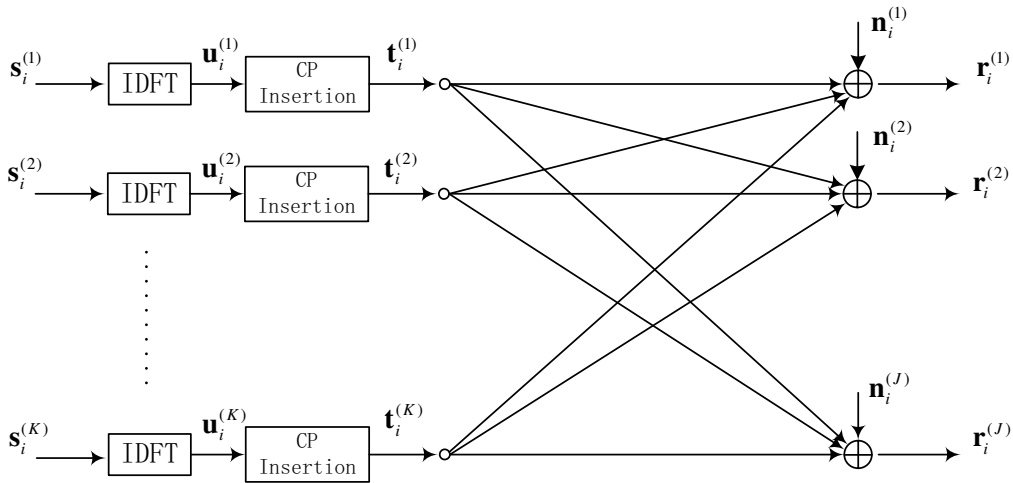 s_i^{(1)} IDFT u_i^{(1)} CP Insertion t_i^{(1)} n_i^{(1)} r_i^{(1)}
s_i^{(2)} IDFT u_i^{(2)} CP Insertion t_i^{(2)} n_i^{(2)} r_i^{(2)}
s_i^{(K)} IDFT u_i^{(K)} CP Insertion t_i^{(K)} n_i^{(J)} r_i^{(J)}